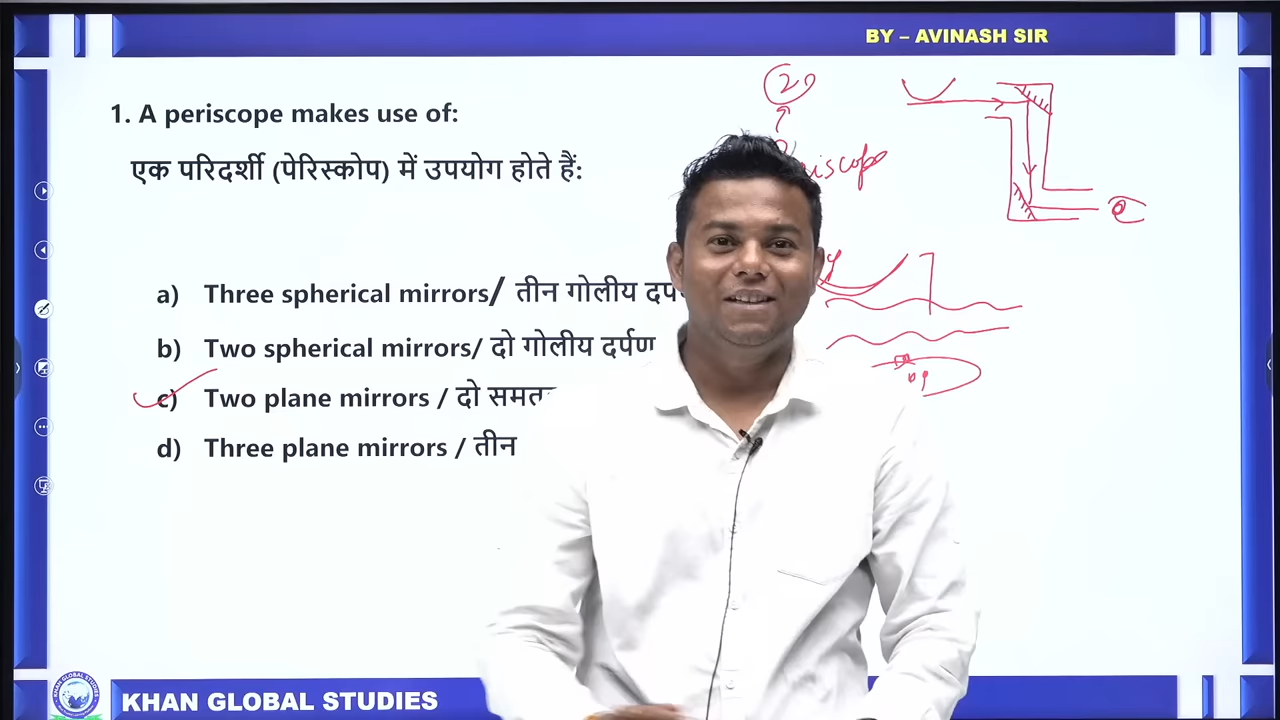 BY – AVINASH SIR
1. A periscope makes use of:
एक परिदर्शी (पेरिस्कोप) में उपयोग होते हैं:
a) Three spherical mirrors/ तीन गोलीय
b) Two spherical mirrors/ दो गोलीय दर्पण
c) Two plane mirrors / दो
d) Three plane mirrors / तीन
KHAN GLOBAL STUDIES